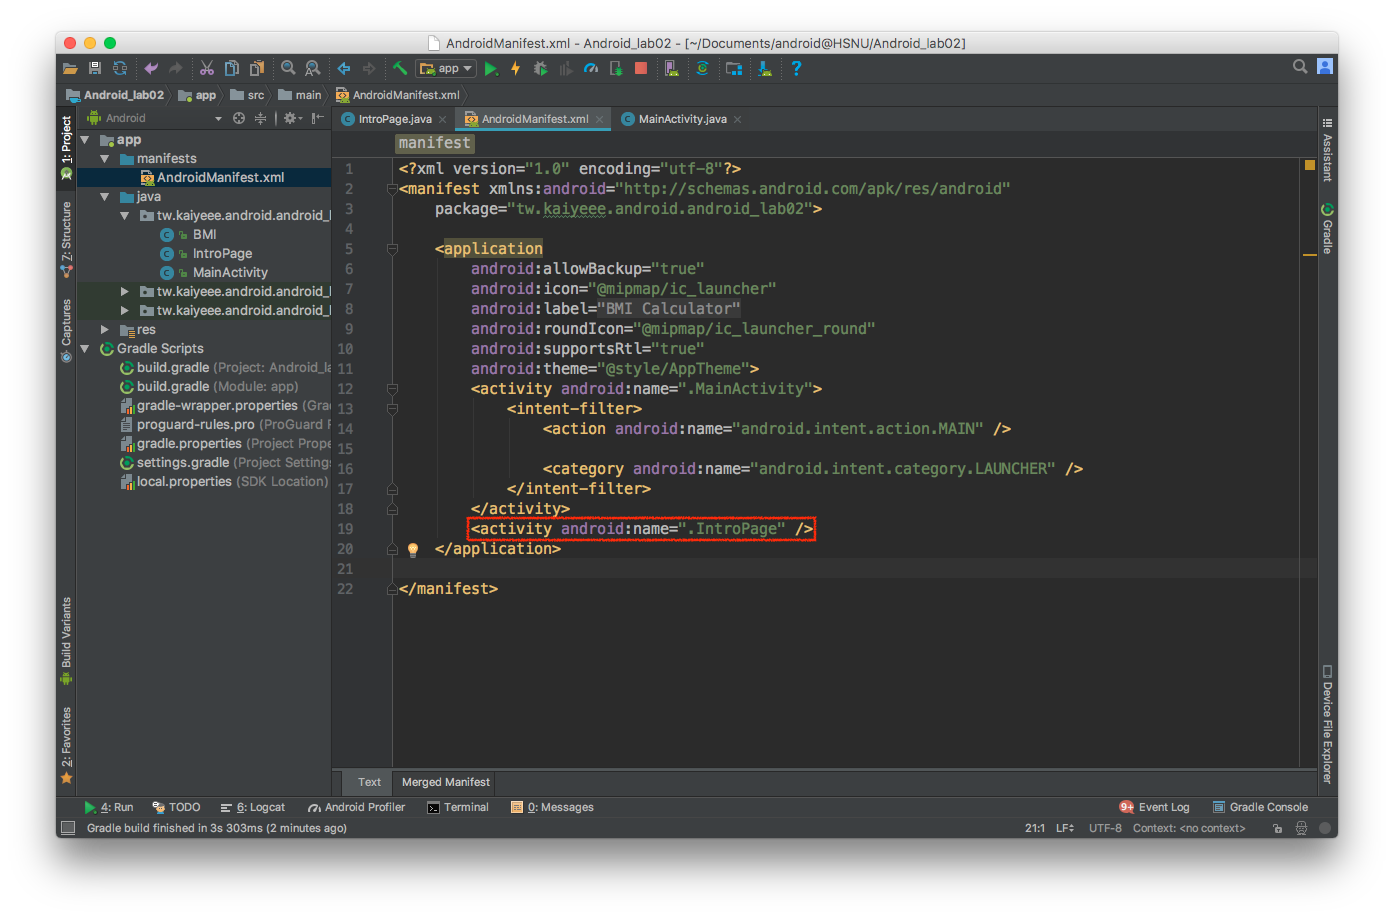 AndroidManifest.xml - Android_lab02 - [~/Documents/android@HSNU/Android_lab02]
app
?
Android_lab02 app src main AndroidManifest.xml
1: Project
Z: Structure
Captures
Build Variants
2: Favorites
Android
app
manifests
AndroidManifest.xml
java
tw.kaiyeee.android.android_l
BMI
IntroPage
MainActivity
tw.kaiyeee.android.android_l
tw.kaiyeee.android.android_l
res
Gradle Scripts
build.gradle (Project: Android_la
build.gradle (Module: app)
gradle-wrapper.properties (Gra
proguard-rules.pro (ProGuard R
gradle.properties (Project Prope
settings.gradle (Project Setting
local.properties (SDK Location)
IntroPage.java AndroidManifest.xml MainActivity.java
manifest
1 <?xml version="1.0" encoding="utf-8"?>
2 <manifest xmlns:android="http://schemas.android.com/apk/res/android"
3 package="tw.kaiyeee.android.android_lab02">
4
5 <application
6 android:allowBackup="true"
7 android:icon="@mipmap/ic_launcher"
8 android:label="BMI Calculator"
9 android:roundIcon="@mipmap/ic_launcher_round"
10 android:supportsRtl="true"
11 android:theme="@style/AppTheme">
12 <activity android:name=".MainActivity">
13 <intent-filter>
14 <action android:name="android.intent.action.MAIN" />
15
16 <category android:name="android.intent.category.LAUNCHER" />
17 </intent-filter>
18 </activity>
19 <activity android:name=".IntroPage" />
20 </application>
21
22 </manifest>
Assistant
Gradle
Device File Explorer
Text Merged Manifest
4: Run TODO 6: Logcat Android Profiler Terminal 0: Messages 9+ Event Log Gradle Console
Gradle build finished in 3s 303ms (2 minutes ago) 21:1 LF÷ UTF-8 Context: <no context>